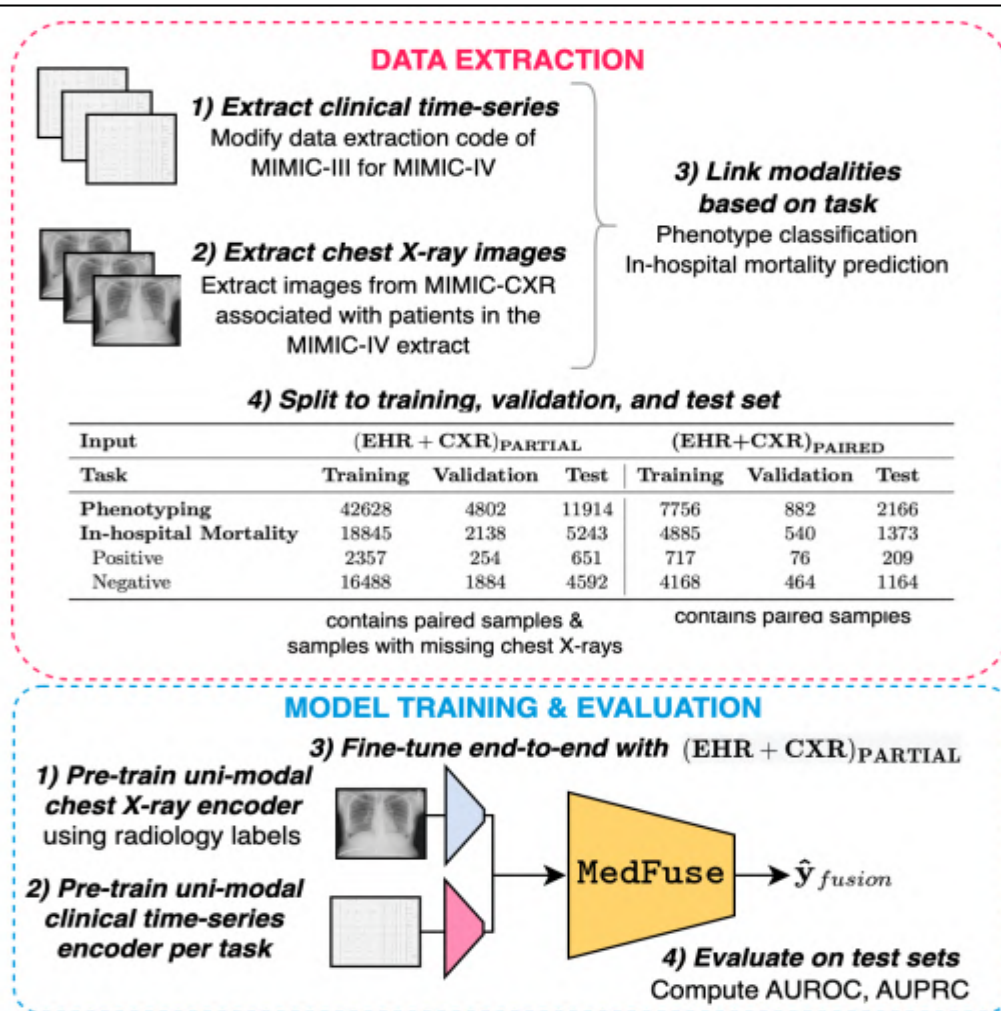 DATA EXTRACTION
1) Extract clinical time-series
Modify data extraction code of
MIMIC-III for MIMIC-IV
2) Extract chest X-ray images
Extract images from MIMIC-CXR
associated with patients in the
MIMIC-IV extract
3) Link modalities
based on task
Phenotype classification
In-hospital mortality prediction
4) Split to training, validation, and test set
Input (EHR + CXR)PARTIAL (EHR+CXR)PAIRED
Task Training Validation Test Training Validation Test
Phenotyping 42628 4802 11914 7756 882 2166
In-hospital Mortality 18845 2138 5243 4885 540 1373
Positive 2357 254 651 717 76 209
Negative 16488 1884 4592 4168 464 1164
contains paired samples &
samples with missing chest X-rays
contains paired samples
MODEL TRAINING & EVALUATION
3) Fine-tune end-to-end with (EHR + CXR)PARTIAL
1) Pre-train uni-modal
chest X-ray encoder
using radiology labels
2) Pre-train uni-modal
clinical time-series
encoder per task
MedFuse
ŷ fusion
4) Evaluate on test sets
Compute AUROC, AUPRC